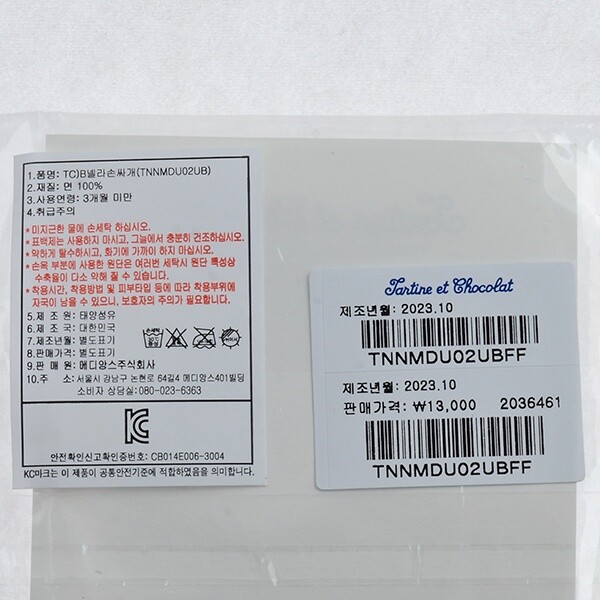 1.품명: TC)B벨라손싸개(TNNMDU02UB)
2.재질: 면 100%
3.사용연령: 3개월 미만
4.취급주의
*미지근한 물에 손세탁 하십시오.
*표백제는 사용하지 마시고, 그늘에서 충분히 건조하십시오.
*약하게 탈수하시고, 화기에 가까이 하지 마십시오.
*손목 부분에 사용한 원단은 여러번 세탁시 원단 특성상
수축율이 다소 약해 질 수 있습니다.
*착용시간, 착용방법 및 피부타입 등에 따라 착용부위에
자국이 남을 수 있으니, 보호자의 주의가 필요합니다.
5.제 조 원: 태양섬유
6.제 조 국: 대한민국
7.제조년월: 별도표기
8.판매가격: 별도표기
9.판 매 원: 메디앙스주식회사
10.주 소: 서울시 강남구 논현로 64길4 메디앙스401빌딩
소비자 상담실: 080-023-6363
KC
안전확인신고확인증번호: CB014E006-3004
KC마크는 이 제품이 공통안전기준에 적합하였음을 의미합니다.
Tartine et Chocolat
제조년월: 2023.10
TNNMDU02UBFF
제조년월: 2023.10
판매가격: ₩13,000 2036461
TNNMDU02UBFF